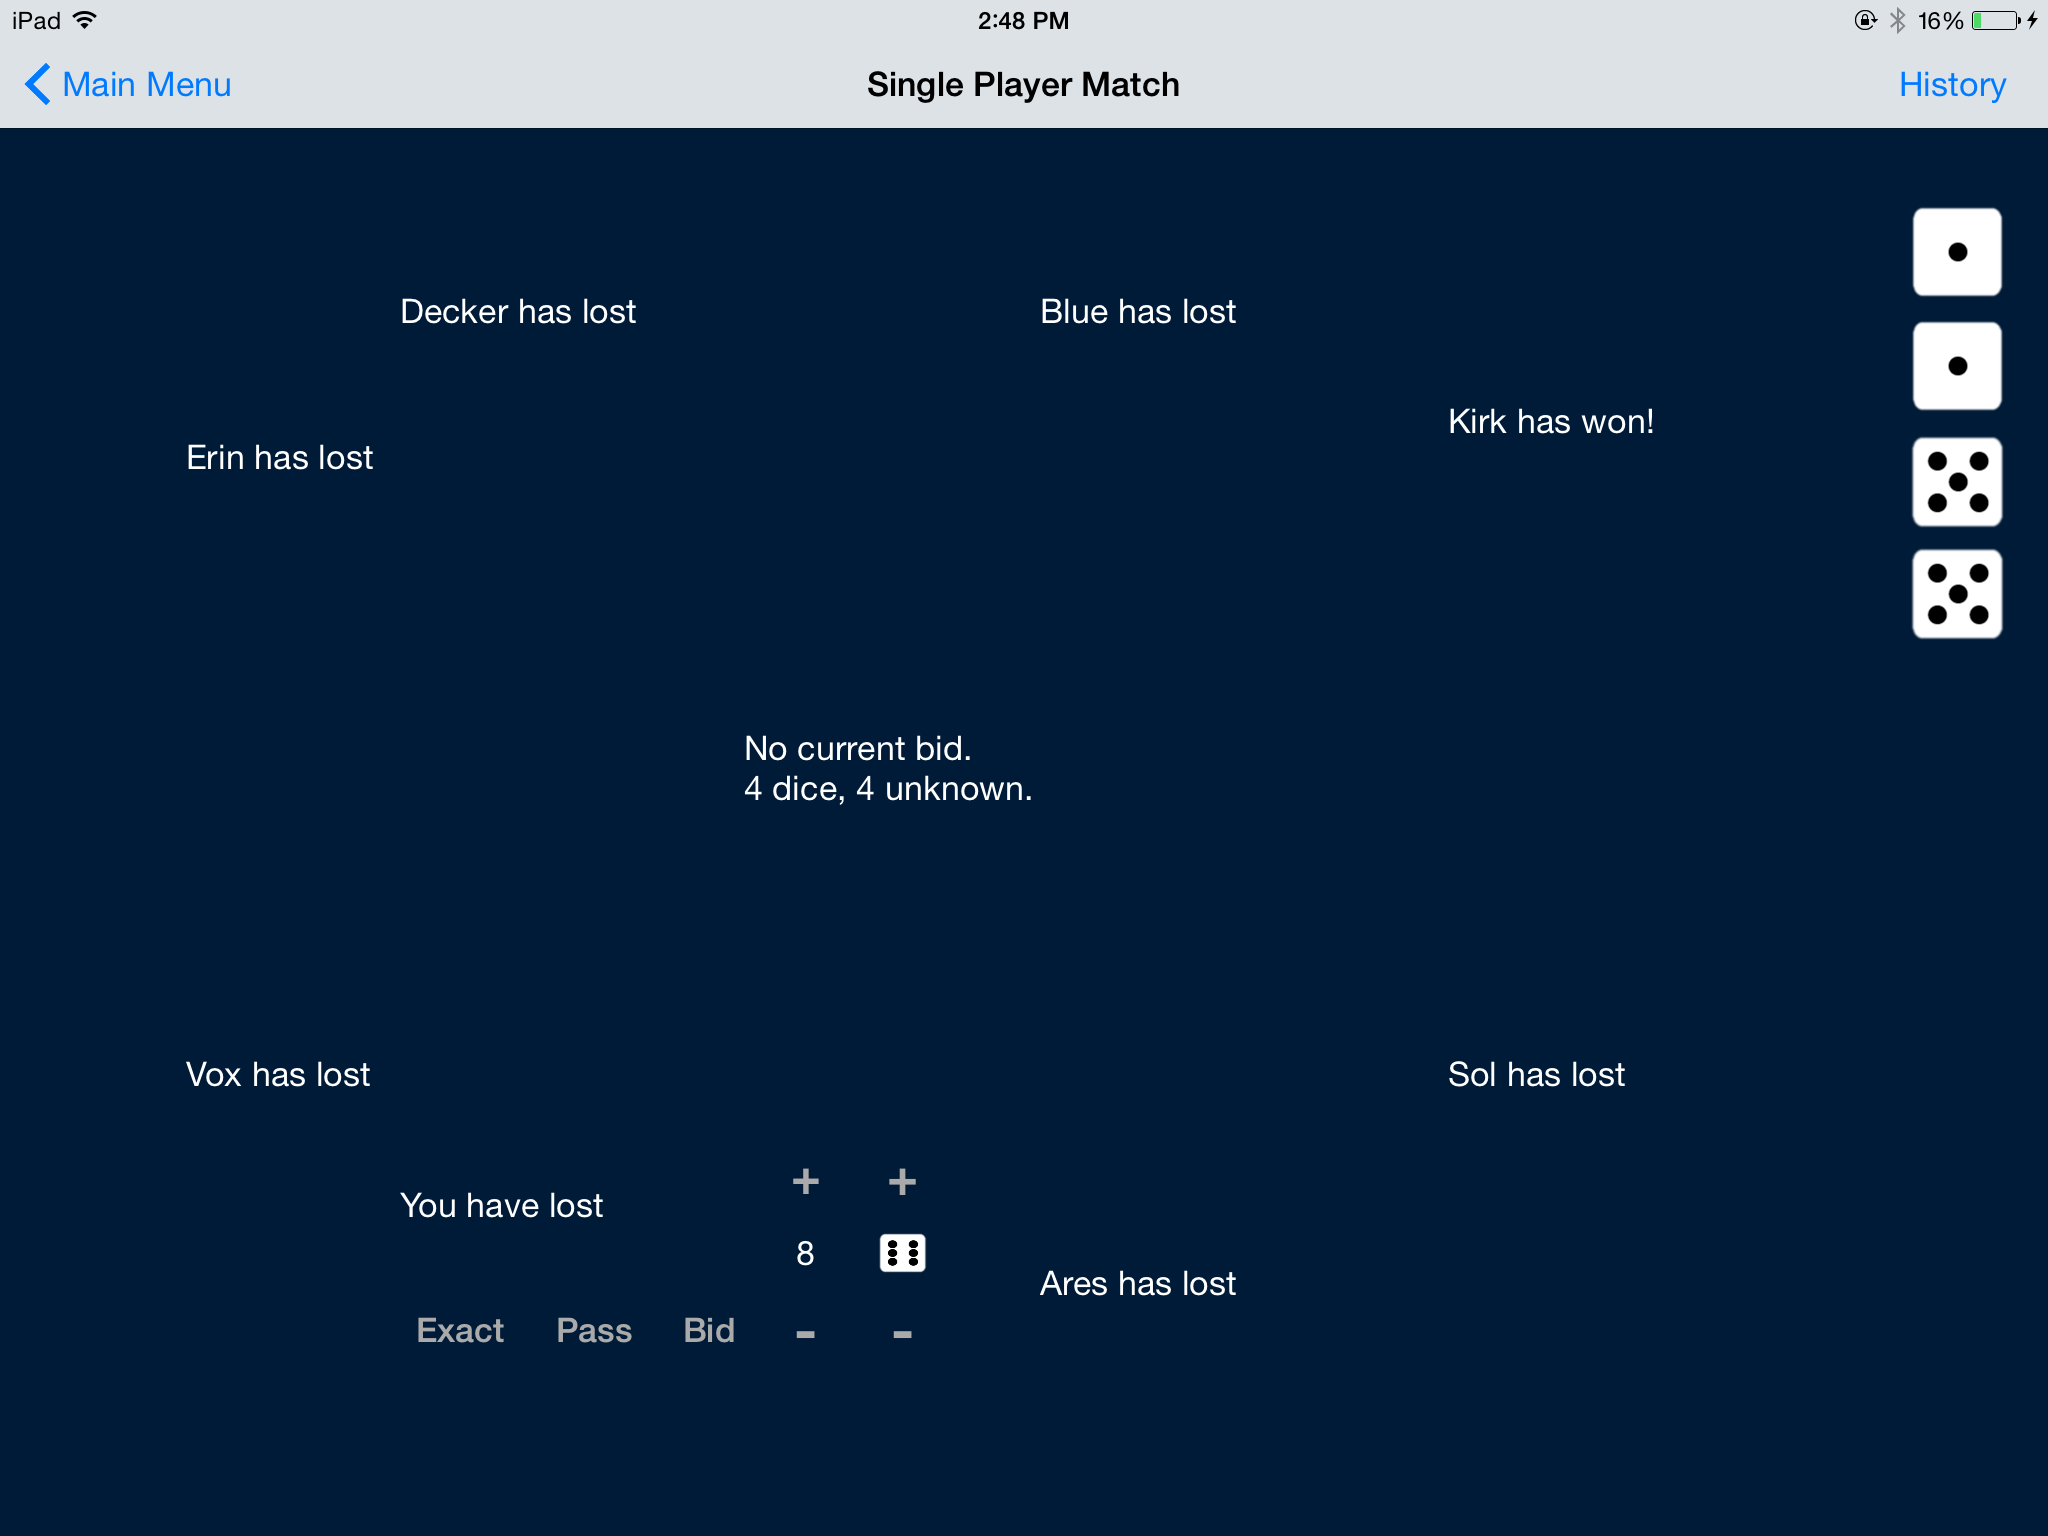 iPad
2:48 PM
16%
Main Menu
Single Player Match
History
Decker has lost
Blue has lost
Kirk has won!
Erin has lost
No current bid.
4 dice, 4 unknown.
Vox has lost
Sol has lost
+ +
You have lost
8
Ares has lost
Exact Pass Bid - -